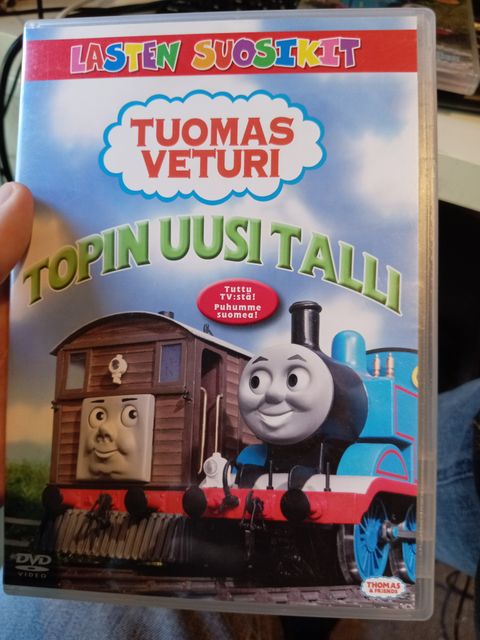 LASTEN SUOSIKIT
TUOMAS
VETURI
TOPIN UUSI TALLI
Tuttu
TV:stä!
Puhumme
suomea!
DVD
VIDEO
THOMAS
& FRIENDS